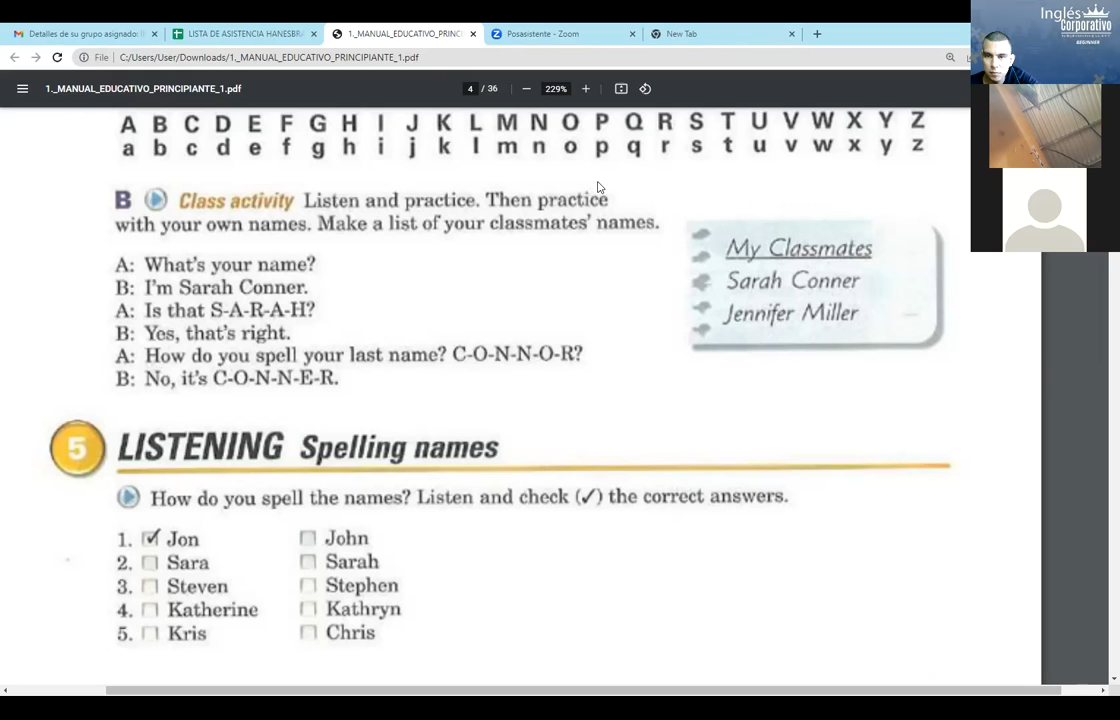 Detalles de su grupo asignado: I
LISTA DE ASISTENCIA HANESBRA
1._MANUAL_EDUCATIVO_PRINCI
Posasistente - Zoom
New Tab
File
C:/Users/User/Downloads/1._MANUAL_EDUCATIVO_PRINCIPIANTE_1.pdf
1._MANUAL_EDUCATIVO_PRINCIPIANTE_1.pdf
4 / 36
229%
Inglés
Corporativo
BEGINNER
A B C D E F G H I J K L M N O P Q R S T U V W X Y Z
a b c d e f g h i j k l m n o p q r s t u v w x y z
B Class activity Listen and practice. Then practice
with your own names. Make a list of your classmates' names.
A: What's your name?
B: I'm Sarah Conner.
A: Is that S-A-R-A-H?
B: Yes, that's right.
A: How do you spell your last name? C-O-N-N-O-R?
B: No, it's C-O-N-N-E-R.
My Classmates
Sarah Conner
Jennifer Miller
5 LISTENING Spelling names
How do you spell the names? Listen and check (✓) the correct answers.
1. ✓ Jon John
2. Sara Sarah
3. Steven Stephen
4. Katherine Kathryn
5. Kris Chris